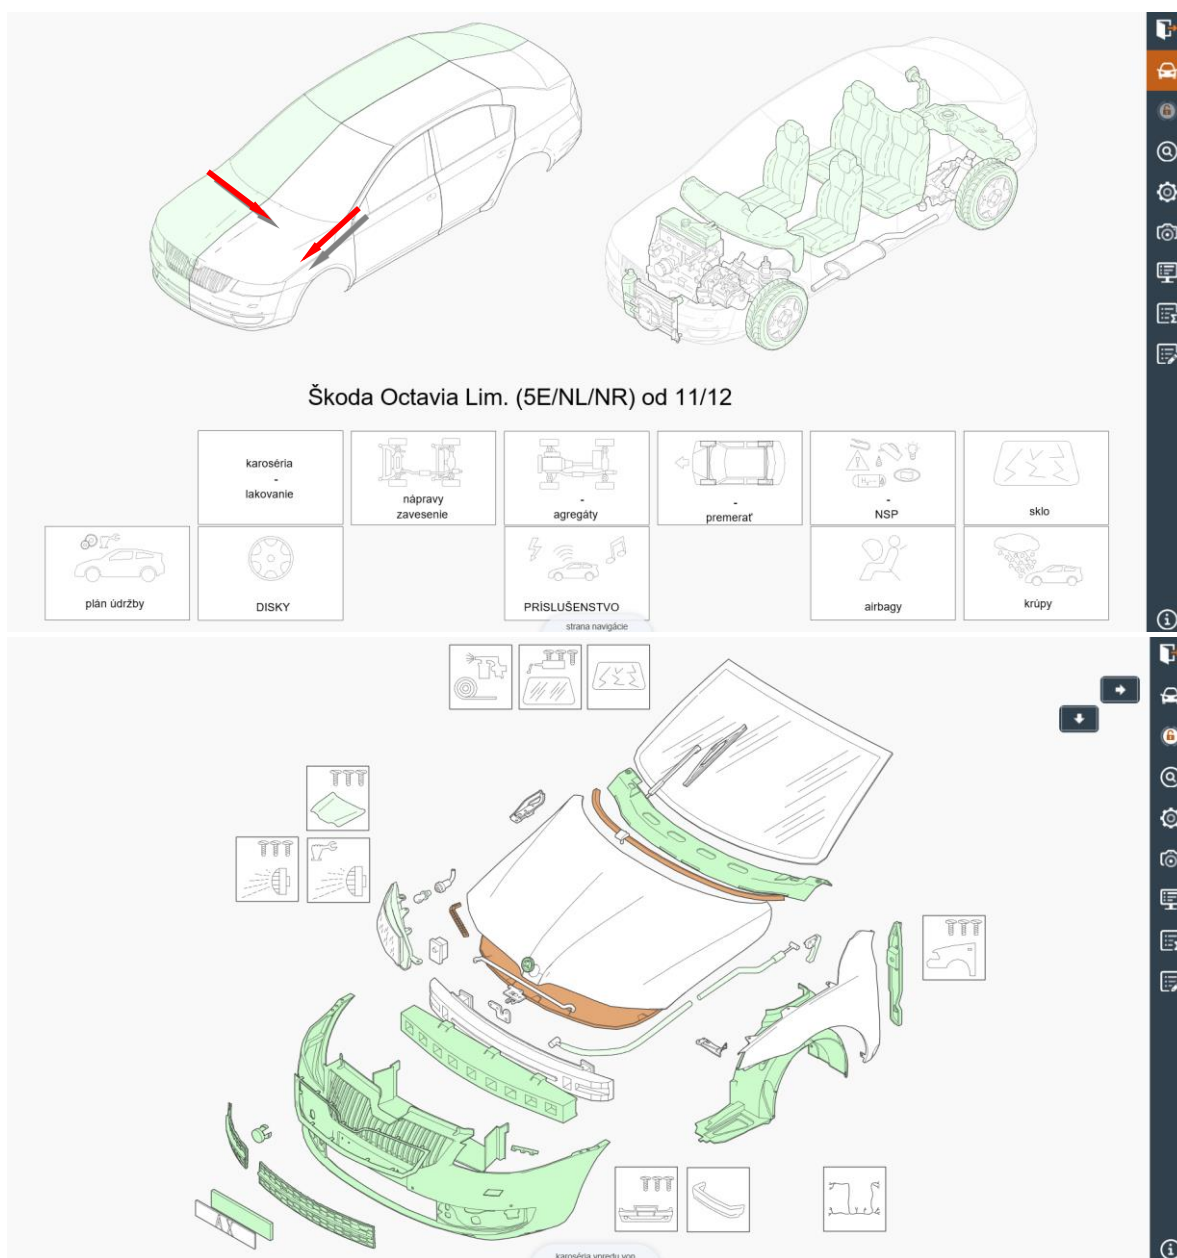 Škoda Octavia Lim. (5E/NL/NR) od 11/12
karoséria
-
lakovanie
nápravy
zavesenie
-
agregáty
-
premerať
-
NSP
sklo
plán údržby
DISKY
PRÍSLUŠENSTVO
airbagy
krúpy
strana navigácie
AX
karoséria vpredu von